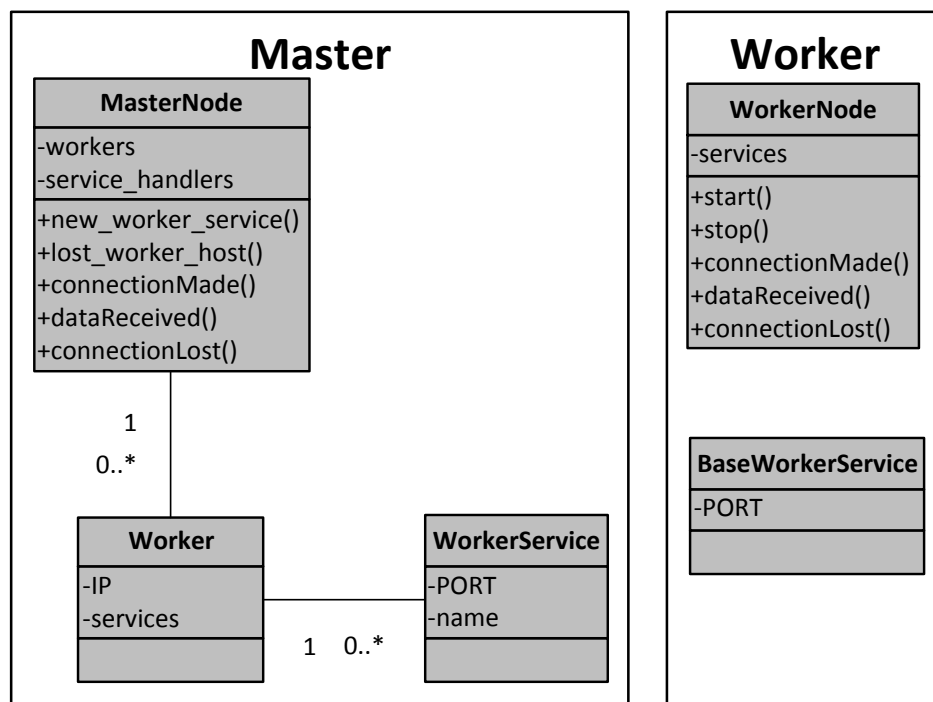 Master
MasterNode
-workers
-service_handlers
+new_worker_service()
+lost_worker_host()
+connectionMade()
+dataReceived()
+connectionLost()
1
0..*
Worker
-IP
-services
1 0..*
WorkerService
-PORT
-name
Worker
WorkerNode
-services
+start()
+stop()
+connectionMade()
+dataReceived()
+connectionLost()
BaseWorkerService
-PORT